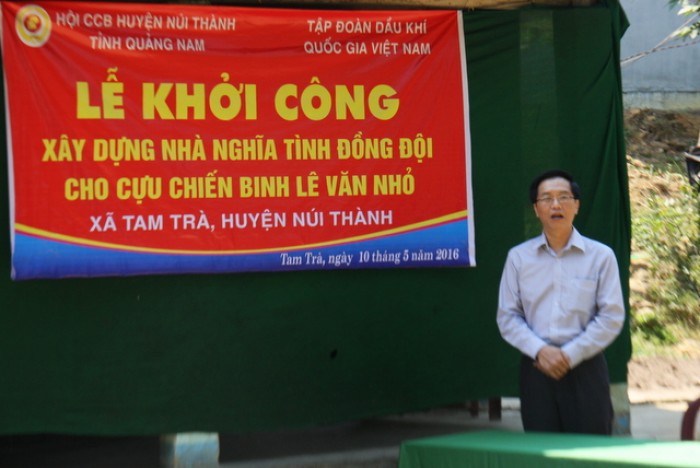 HỘI CCB HUYỆN NÚI THÀNH
TỈNH QUẢNG NAM
TẬP ĐOÀN DẦU KHÍ
QUỐC GIA VIỆT NAM
LỄ KHỞI CÔNG
XÂY DỰNG NHÀ NGHĨA TÌNH ĐỒNG ĐỘI
CHO CỰU CHIẾN BINH LÊ VĂN NHỎ
XÃ TAM TRÀ, HUYỆN NÚI THÀNH
Tam Trà, ngày 10 tháng 5 năm 2016